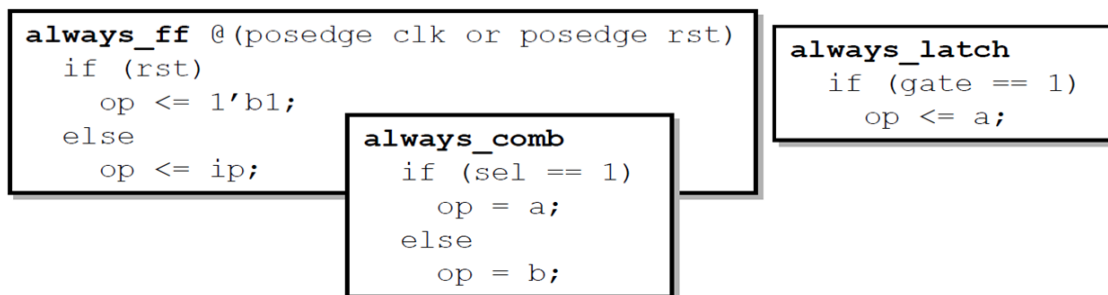 always_ff @(posedge clk or posedge rst)
if (rst)
op <= 1’b1;
else
op <= ip;
always_comb
if (sel == 1)
op = a;
else
op = b;
always_latch
if (gate == 1)
op <= a;